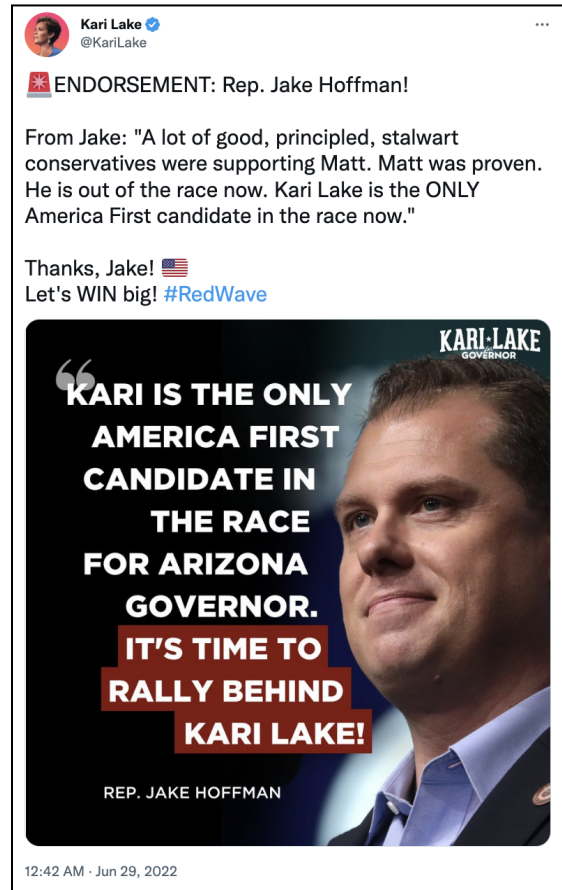 Kari Lake
@KariLake
ENDORSEMENT: Rep. Jake Hoffman!
From Jake: "A lot of good, principled, stalwart
conservatives were supporting Matt. Matt was proven.
He is out of the race now. Kari Lake is the ONLY
America First candidate in the race now."
Thanks, Jake! 🇺🇸
Let's WIN big! #RedWave
KARI★LAKE
FOR
GOVERNOR
“KARI IS THE ONLY
AMERICA FIRST
CANDIDATE IN
THE RACE
FOR ARIZONA
GOVERNOR.
IT'S TIME TO
RALLY BEHIND
KARI LAKE!
REP. JAKE HOFFMAN
12:42 AM · Jun 29, 2022